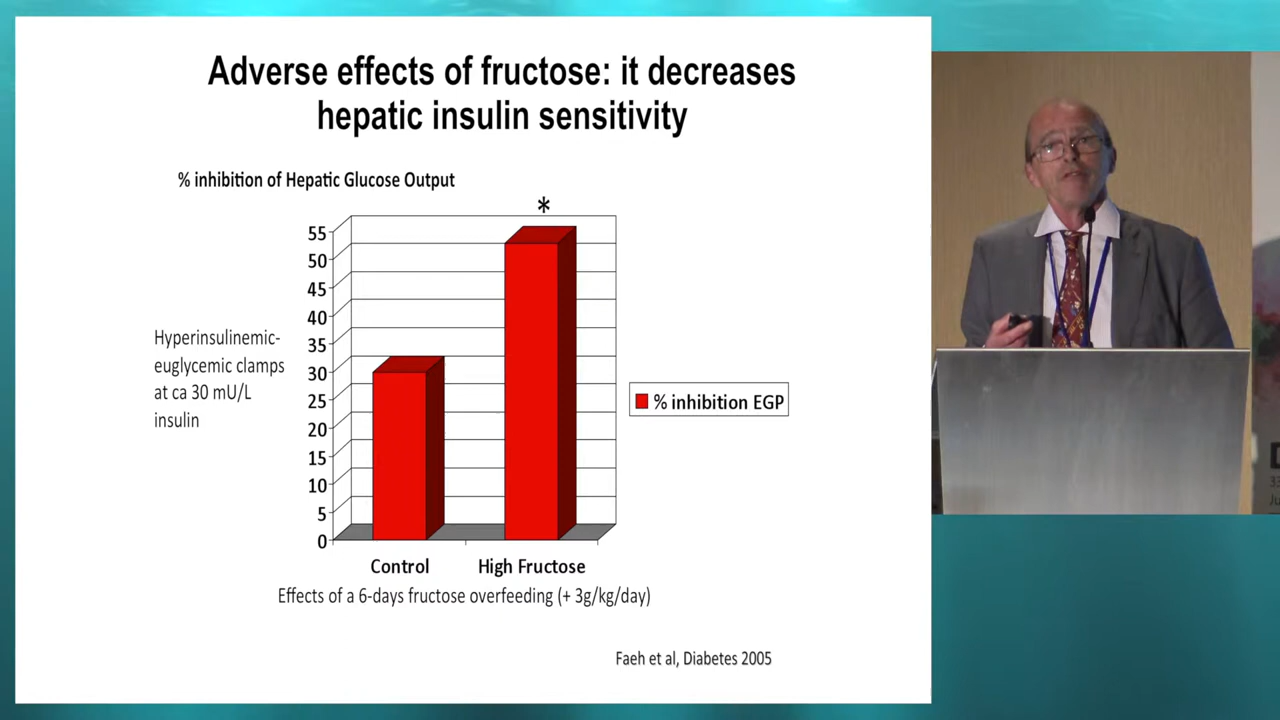 Adverse effects of fructose: it decreases
hepatic insulin sensitivity
% inhibition of Hepatic Glucose Output
*
55
50
45
40
35
30
25
20
15
10
5
0
Hyperinsulinemic-
euglycemic clamps
at ca 30 mU/L
insulin
% inhibition EGP
Control
High Fructose
Effects of a 6-days fructose overfeeding (+ 3g/kg/day)
Faeh et al, Diabetes 2005